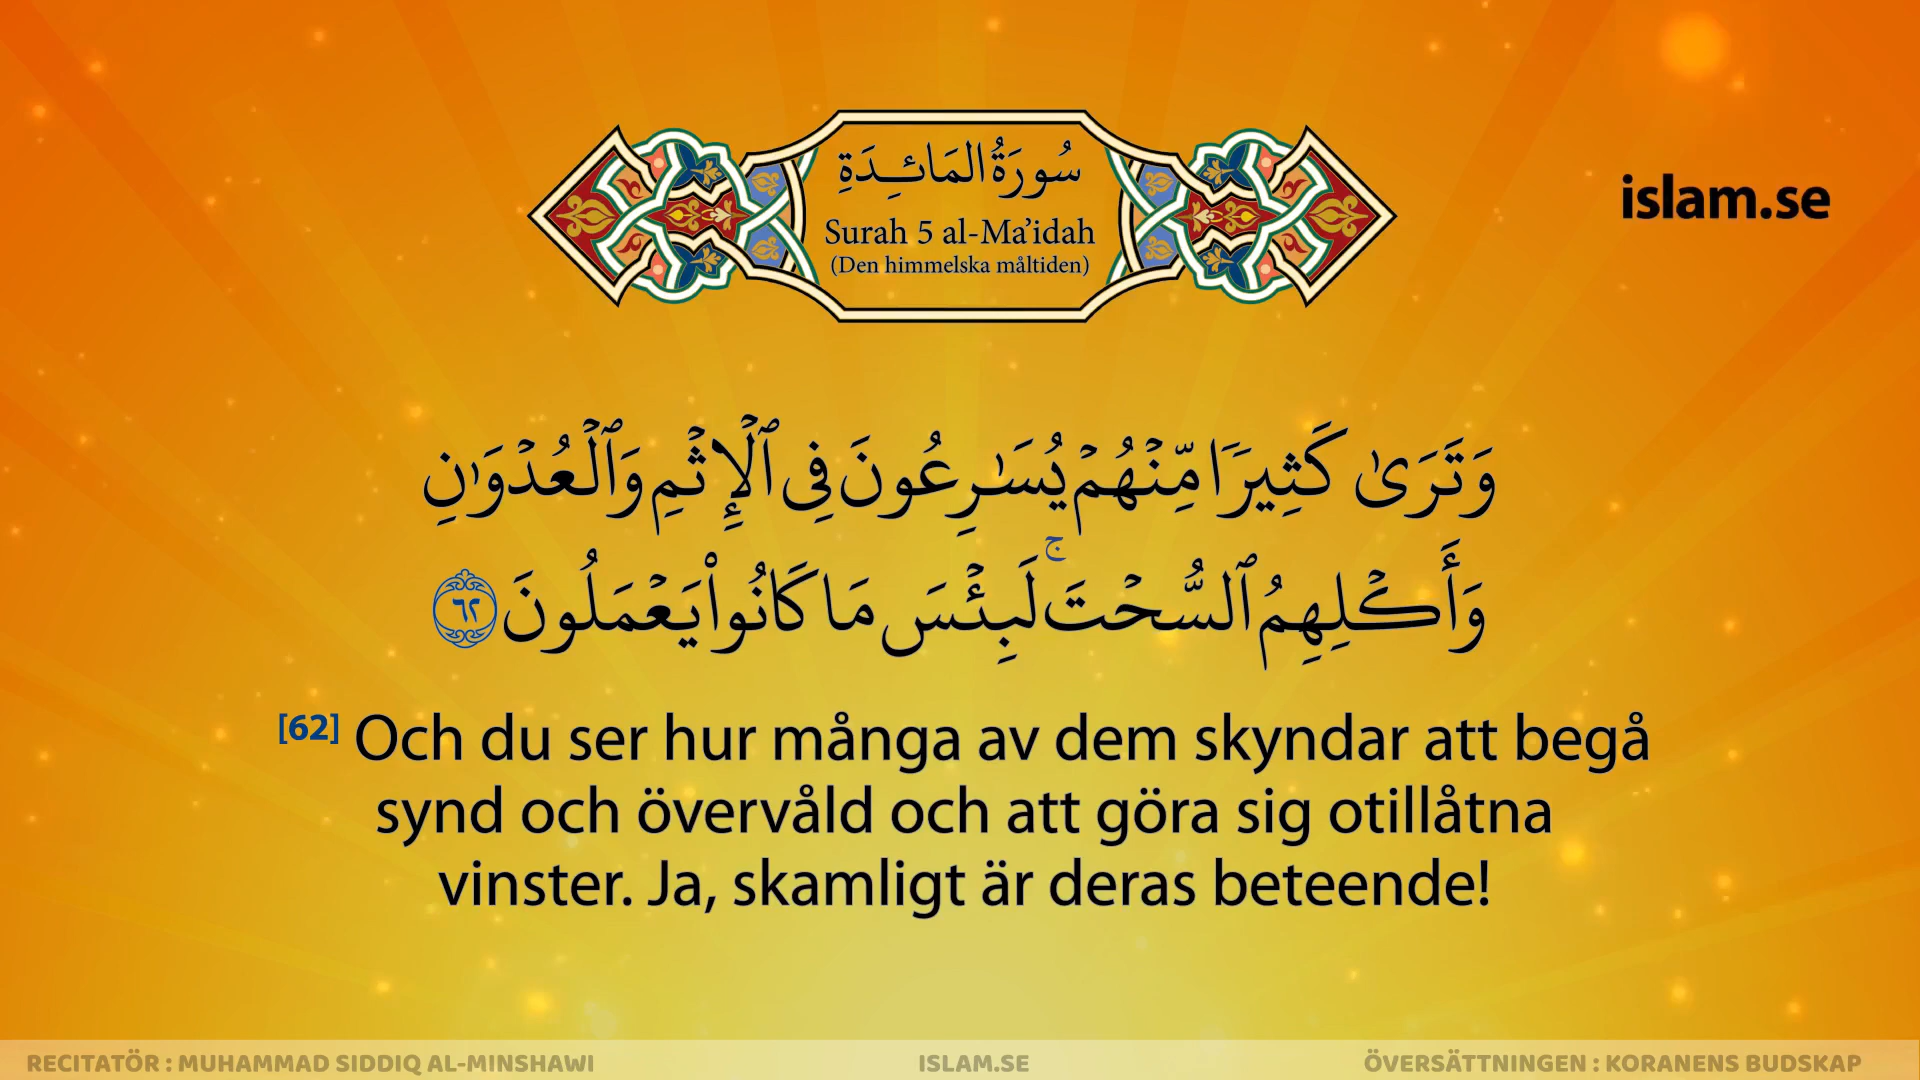 سُورَةُ المَائِدَةِ
Surah 5 al-Ma’idah
(Den himmelska måltiden)
islam.se
وَتَرَىٰ كَثِيرٗا مِّنۡهُمۡ يُسَٰرِعُونَ فِي ٱلۡإِثۡمِ وَٱلۡعُدۡوَٰنِ
وَأَكۡلِهِمُ ٱلسُّحۡتَۚ لَبِئۡسَ مَا كَانُواْ يَعۡمَلُونَ ٦٢
[62] Och du ser hur många av dem skyndar att begå
synd och övervåld och att göra sig otillåtna
vinster. Ja, skamligt är deras beteende!
RECITATÖR : MUHAMMAD SIDDIQ AL-MINSHAWI
ISLAM.SE
ÖVERSÄTTNINGEN : KORANENS BUDSKAP